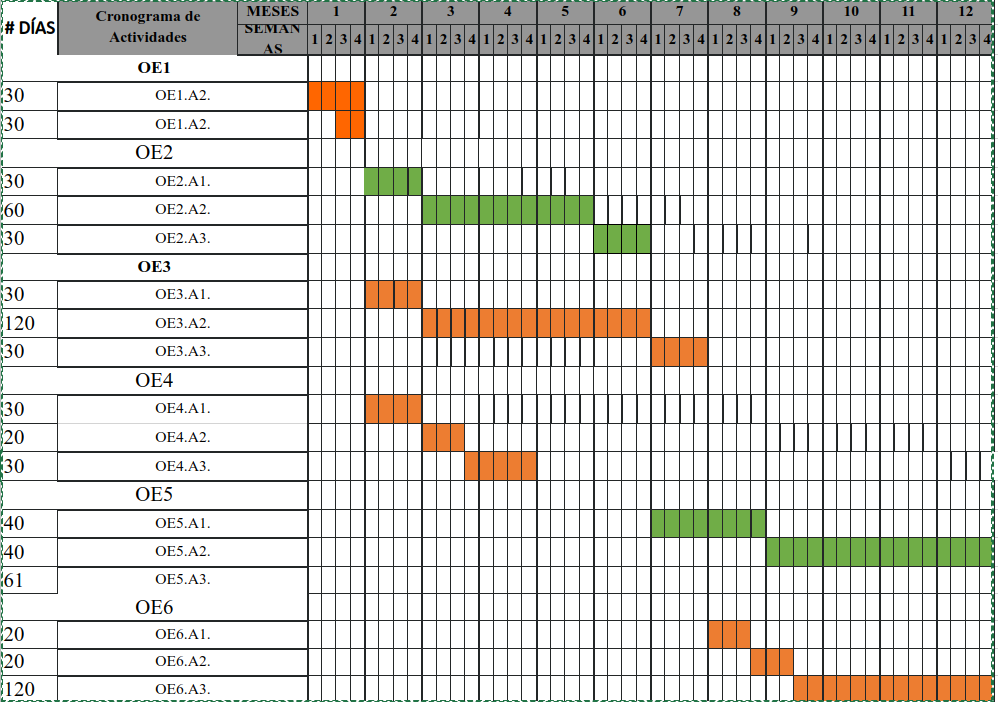 # DÍAS Cronograma de Actividades MESES 1 2 3 4 5 6 7 8 9 10 11 12
SEMAN AS 1 2 3 4 1 2 3 4 1 2 3 4 1 2 3 4 1 2 3 4 1 2 3 4 1 2 3 4 1 2 3 4 1 2 3 4 1 2 3 4 1 2 3 4 1 2 3 4
OE1
30 OE1.A2.
30 OE1.A2.
OE2
30 OE2.A1.
60 OE2.A2.
30 OE2.A3.
OE3
30 OE3.A1.
120 OE3.A2.
30 OE3.A3.
OE4
30 OE4.A1.
20 OE4.A2.
30 OE4.A3.
OE5
40 OE5.A1.
40 OE5.A2.
61 OE5.A3.
OE6
20 OE6.A1.
20 OE6.A2.
120 OE6.A3.